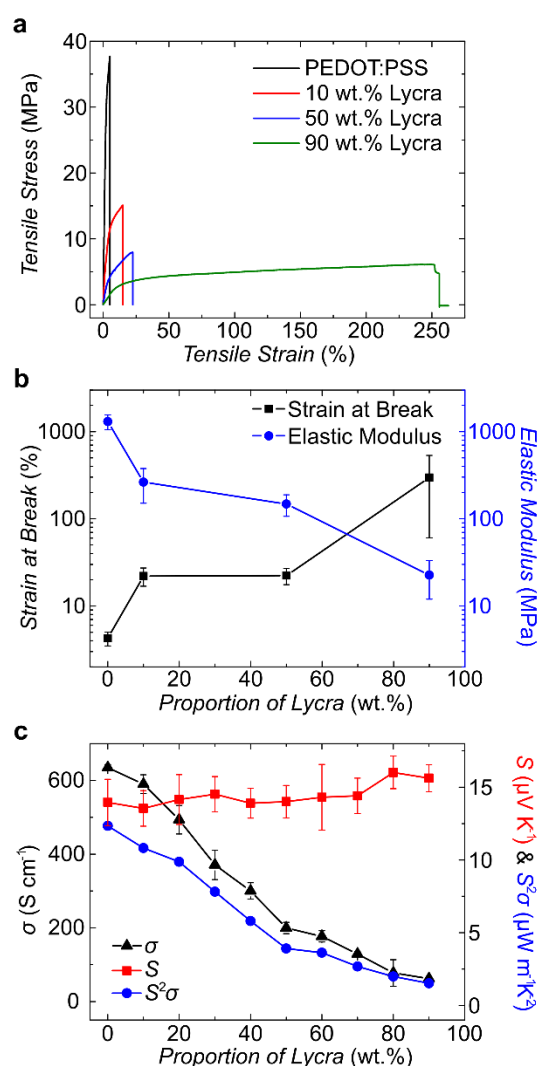 a
40
30
20
10
0
Tensile Stress (MPa)
PEDOT:PSS
10 wt.% Lycra
50 wt.% Lycra
90 wt.% Lycra
0 50 100 150 200 250
Tensile Strain (%)
b
Strain at Break
Elastic Modulus
1000
100
10
Strain at Break (%)
1000
100
10
Elastic Modulus (MPa)
0 20 40 60 80 100
Proportion of Lycra (wt.%)
c
600
400
200
0
σ (S cm⁻¹)
σ
S
S²σ
15
10
5
0
S (μV K⁻¹) & S²σ (μW m⁻¹K⁻²)
0 20 40 60 80 100
Proportion of Lycra (wt.%)